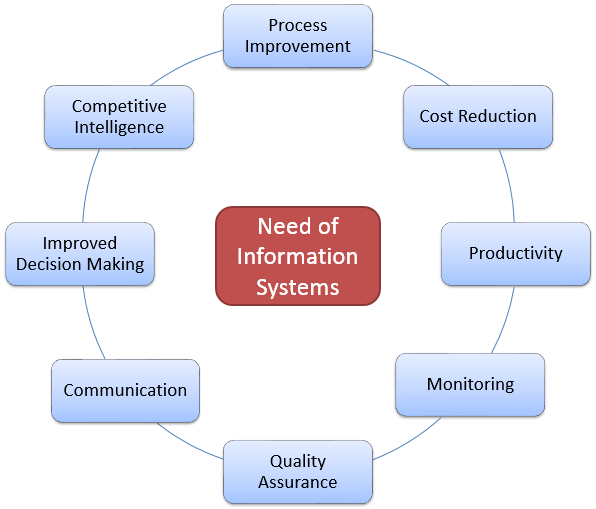 Process
Improvement
Cost Reduction
Productivity
Monitoring
Quality
Assurance
Communication
Improved
Decision Making
Competitive
Intelligence
Need of
Information
Systems